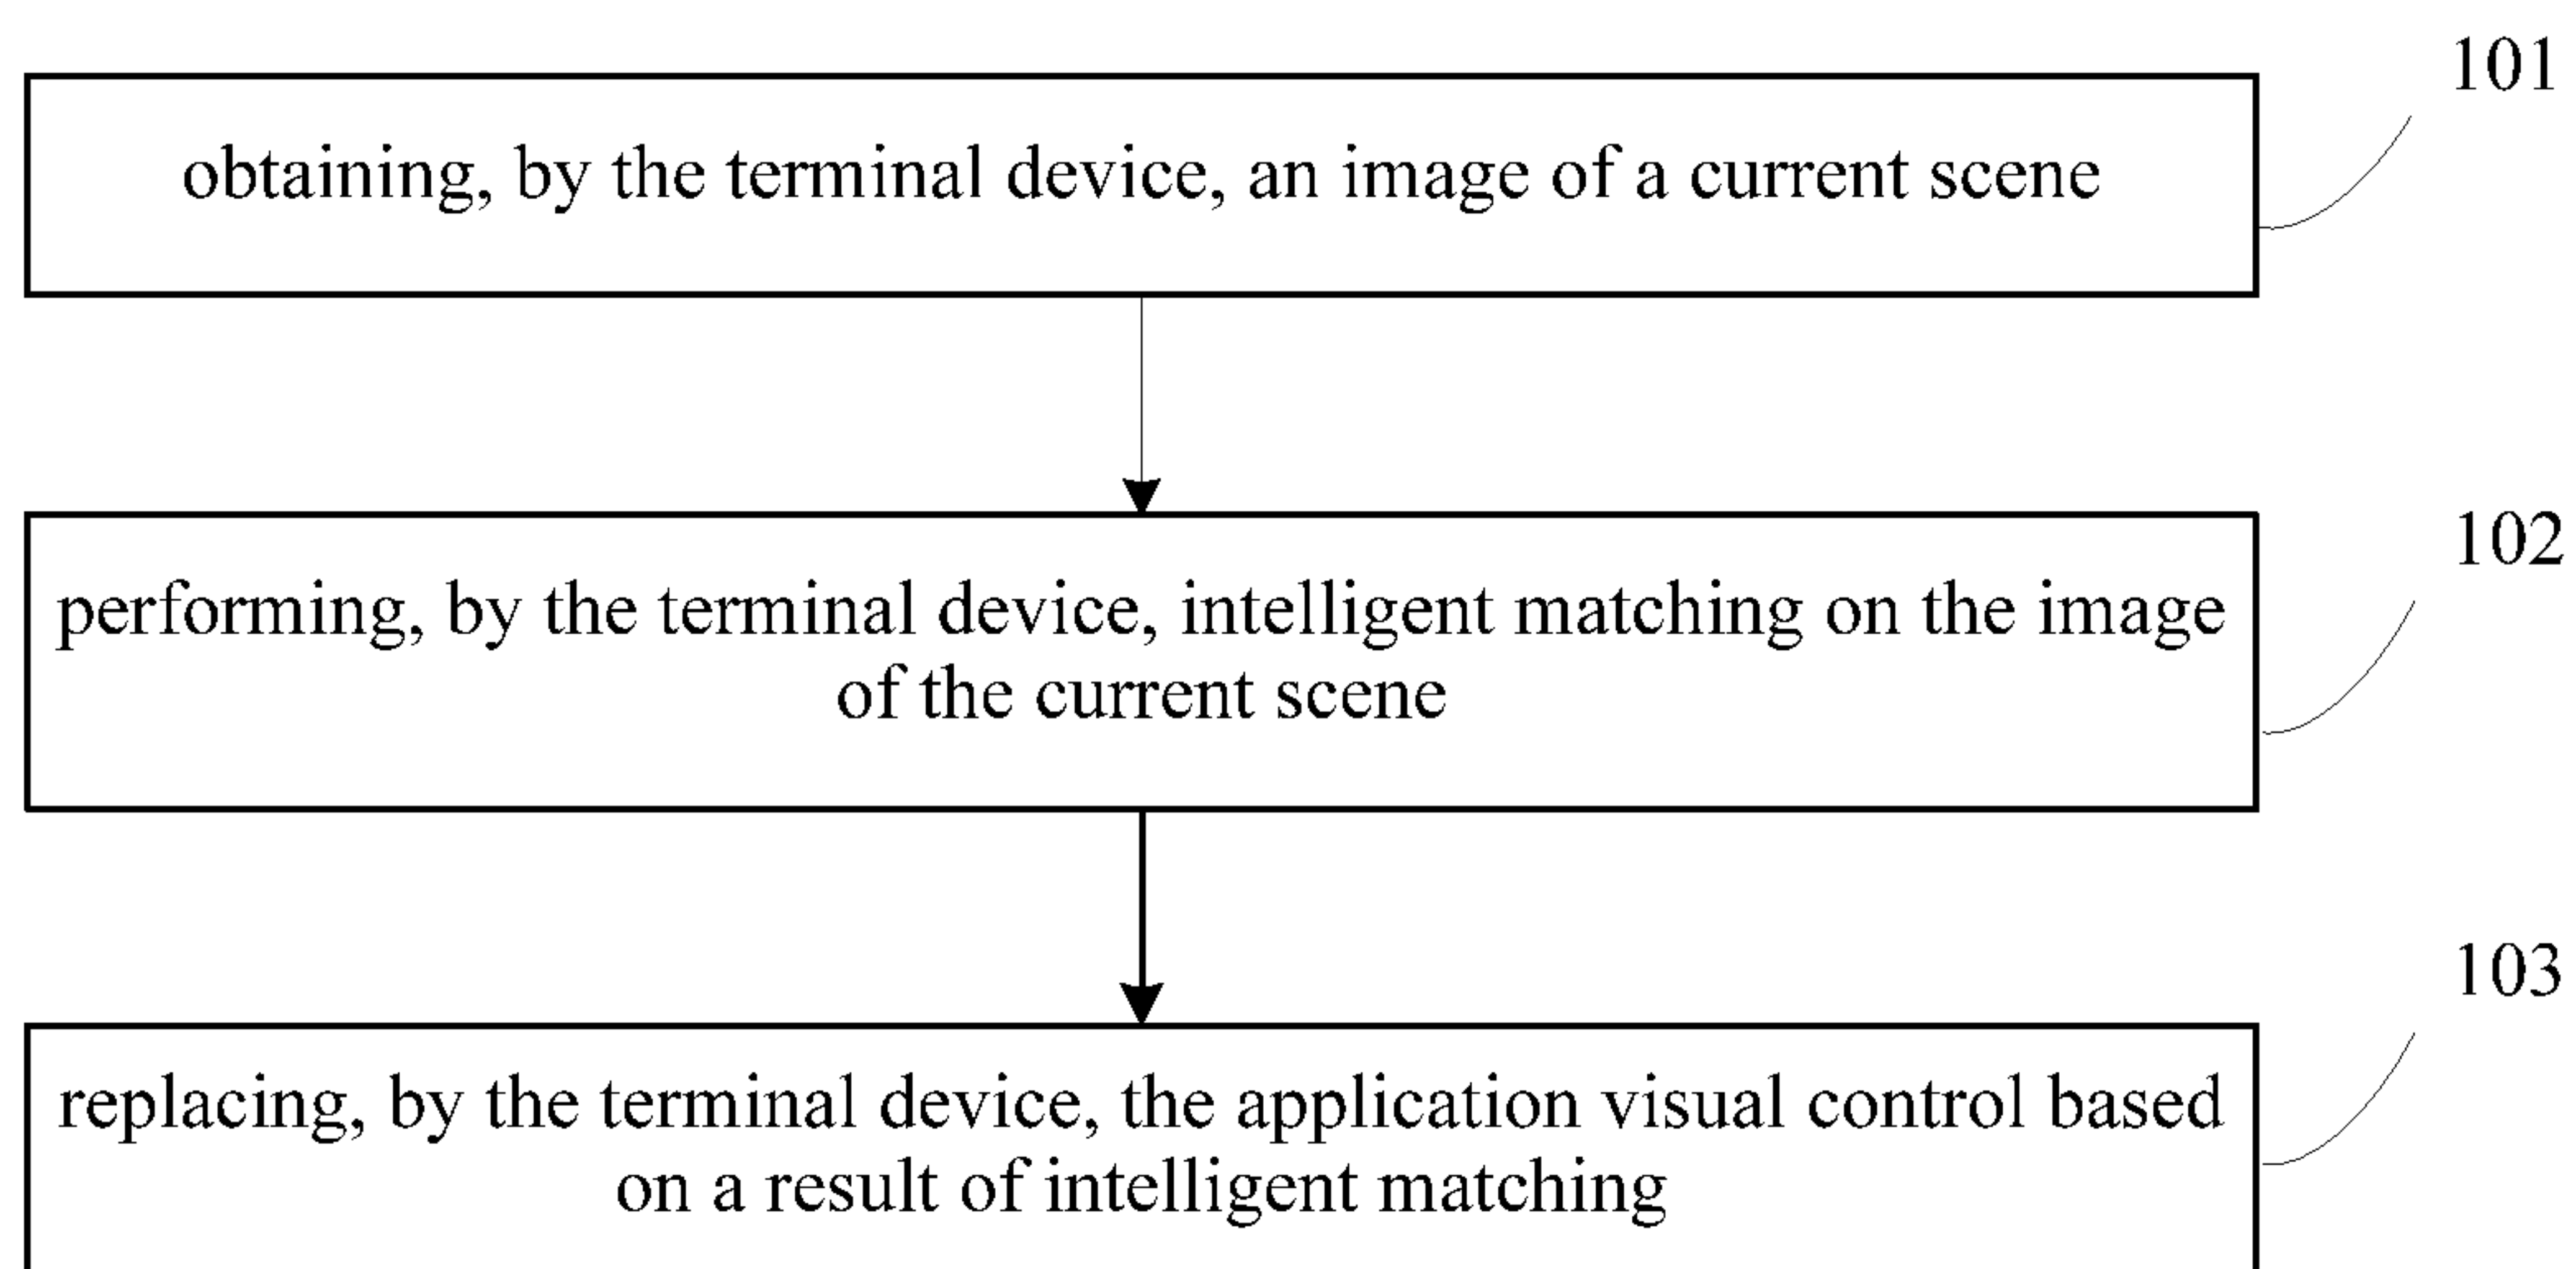 101
obtaining, by the terminal device, an image of a current scene
102
performing, by the terminal device, intelligent matching on the image
of the current scene
103
replacing, by the terminal device, the application visual control based
on a result of intelligent matching